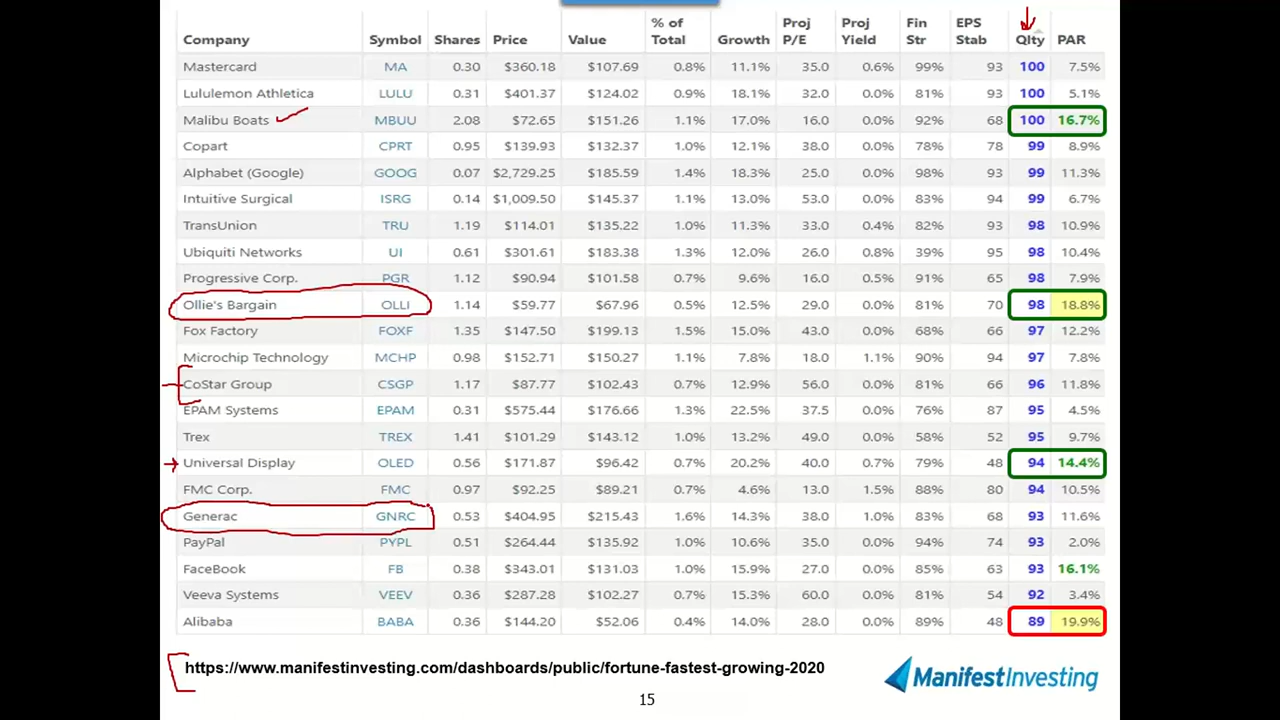 Company Symbol Shares Price Value % of Total Growth Proj P/E Proj Yield Fin Str EPS Stab Qlty PAR
Mastercard MA 0.30 $360.18 $107.69 0.8% 11.1% 35.0 0.6% 99% 93 100 7.5%
Lululemon Athletica LULU 0.31 $401.37 $124.02 0.9% 18.1% 32.0 0.0% 81% 93 100 5.1%
Malibu Boats MBUU 2.08 $72.65 $151.26 1.1% 17.0% 16.0 0.0% 92% 68 100 16.7%
Copart CPRT 0.95 $139.93 $132.37 1.0% 12.1% 38.0 0.0% 78% 78 99 8.9%
Alphabet (Google) GOOG 0.07 $2,729.25 $185.59 1.4% 18.3% 25.0 0.0% 98% 93 99 11.3%
Intuitive Surgical ISRG 0.14 $1,009.50 $145.37 1.1% 13.0% 53.0 0.0% 83% 94 99 6.7%
TransUnion TRU 1.19 $114.01 $135.22 1.0% 11.3% 33.0 0.4% 82% 93 98 10.9%
Ubiquiti Networks UI 0.61 $301.61 $183.38 1.3% 12.0% 26.0 0.8% 39% 95 98 10.4%
Progressive Corp. PGR 1.12 $90.94 $101.58 0.7% 9.6% 16.0 0.5% 91% 65 98 7.9%
Ollie's Bargain OLLI 1.14 $59.77 $67.96 0.5% 12.5% 29.0 0.0% 81% 70 98 18.8%
Fox Factory FOXF 1.35 $147.50 $199.13 1.5% 15.0% 43.0 0.0% 68% 66 97 12.2%
Microchip Technology MCHP 0.98 $152.71 $150.27 1.1% 7.8% 18.0 1.1% 90% 94 97 7.8%
CoStar Group CSGP 1.17 $87.77 $102.43 0.7% 12.9% 56.0 0.0% 81% 66 96 11.8%
EPAM Systems EPAM 0.31 $575.44 $176.66 1.3% 22.5% 37.5 0.0% 76% 87 95 4.5%
Trex TREX 1.41 $101.29 $143.12 1.0% 13.2% 49.0 0.0% 58% 52 95 9.7%
Universal Display OLED 0.56 $171.87 $96.42 0.7% 20.2% 40.0 0.7% 79% 48 94 14.4%
FMC Corp. FMC 0.97 $92.25 $89.21 0.7% 4.6% 13.0 1.5% 88% 80 94 10.5%
Generac GNRC 0.53 $404.95 $215.43 1.6% 14.3% 38.0 1.0% 83% 68 93 11.6%
PayPal PYPL 0.51 $264.44 $135.92 1.0% 10.6% 35.0 0.0% 94% 74 93 2.0%
FaceBook FB 0.38 $343.01 $131.03 1.0% 15.9% 27.0 0.0% 85% 63 93 16.1%
Veeva Systems VEEV 0.36 $287.28 $102.27 0.7% 15.3% 60.0 0.0% 81% 54 92 3.4%
Alibaba BABA 0.36 $144.20 $52.06 0.4% 14.0% 28.0 0.0% 89% 48 89 19.9%
https://www.manifestinvesting.com/dashboards/public/fortune-fastest-growing-2020
ManifestInvesting
15